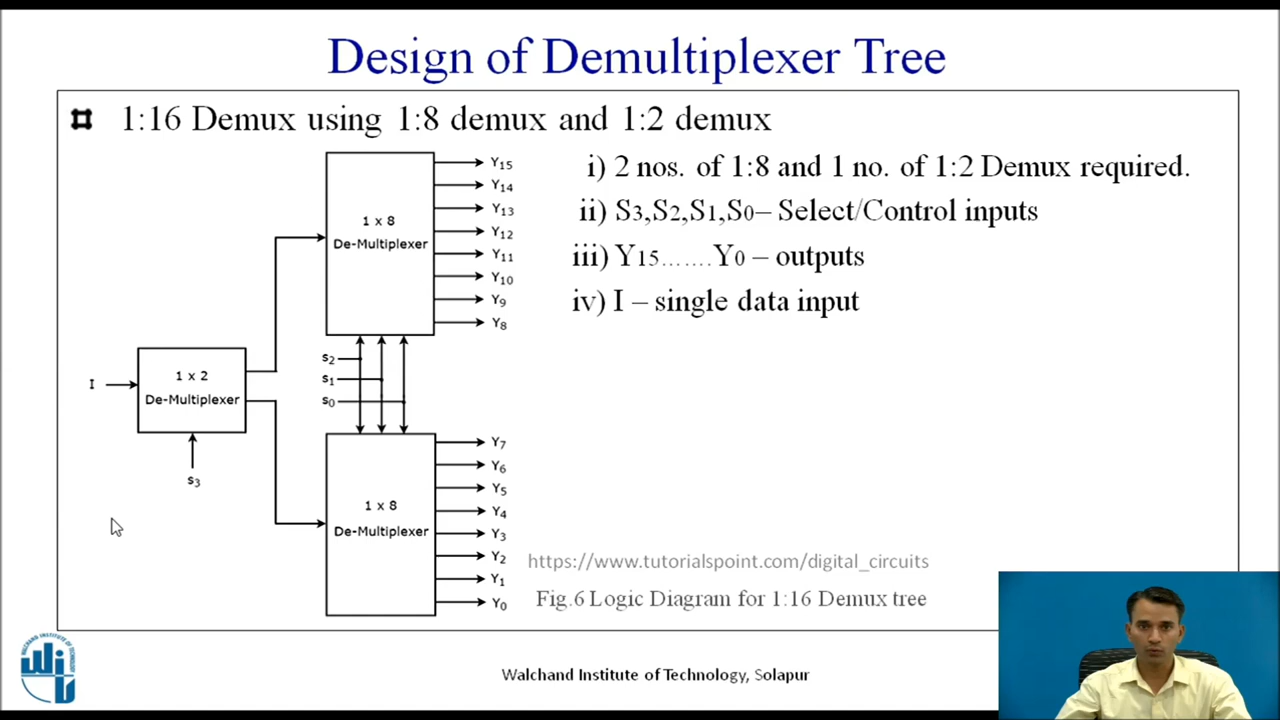 Design of Demultiplexer Tree
1:16 Demux using 1:8 demux and 1:2 demux
i) 2 nos. of 1:8 and 1 no. of 1:2 Demux required.
ii) S3,S2,S1,S0– Select/Control inputs
iii) Y15.......Y0 – outputs
iv) I – single data input
1 x 8
De-Multiplexer
Y15
Y14
Y13
Y12
Y11
Y10
Y9
Y8
s2
s1
s0
I
1 x 2
De-Multiplexer
s3
1 x 8
De-Multiplexer
Y7
Y6
Y5
Y4
Y3
Y2
Y1
Y0
https://www.tutorialspoint.com/digital_circuits
Fig.6 Logic Diagram for 1:16 Demux tree
Walchand Institute of Technology, Solapur